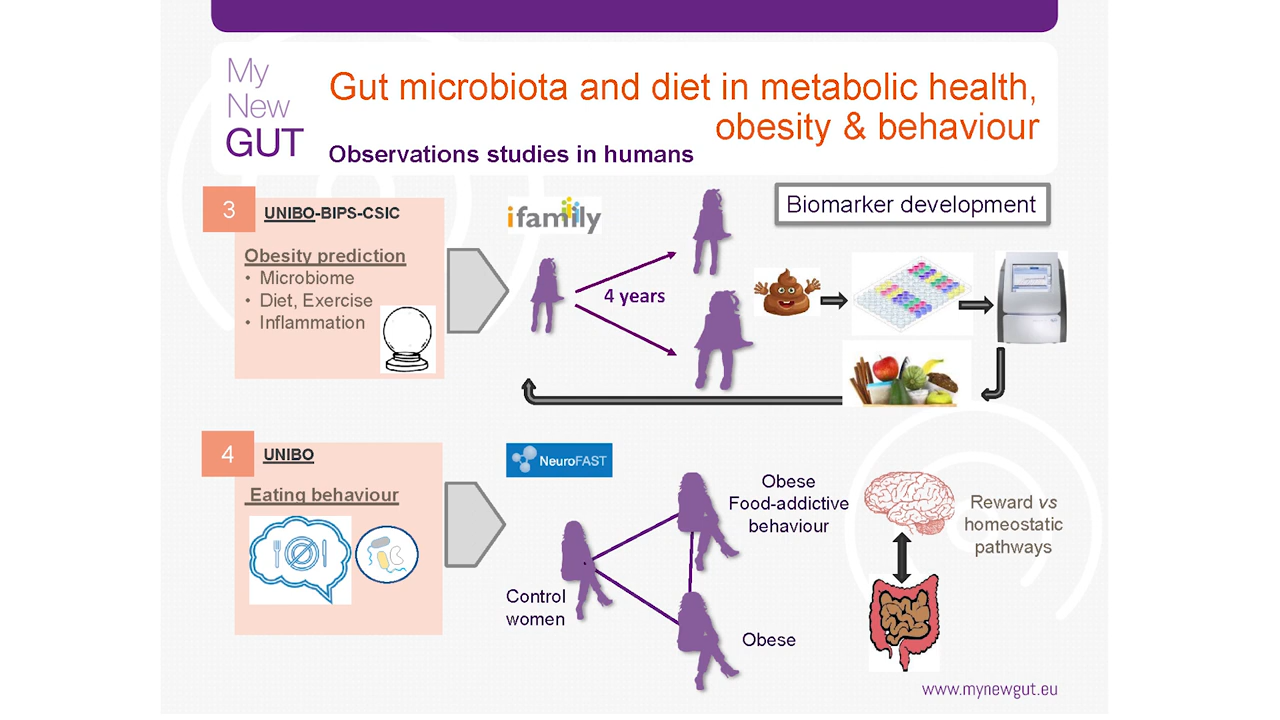 My
New
GUT
Gut microbiota and diet in metabolic health,
obesity & behaviour
Observations studies in humans
3
UNIBO-BIPS-CSIC
Obesity prediction
• Microbiome
• Diet, Exercise
• Inflammation
ifamily
4 years
Biomarker development
4
UNIBO
Eating behaviour
NeuroFAST
Control
women
Obese
Food-addictive
behaviour
Obese
Reward vs
homeostatic
pathways
www.mynewgut.eu